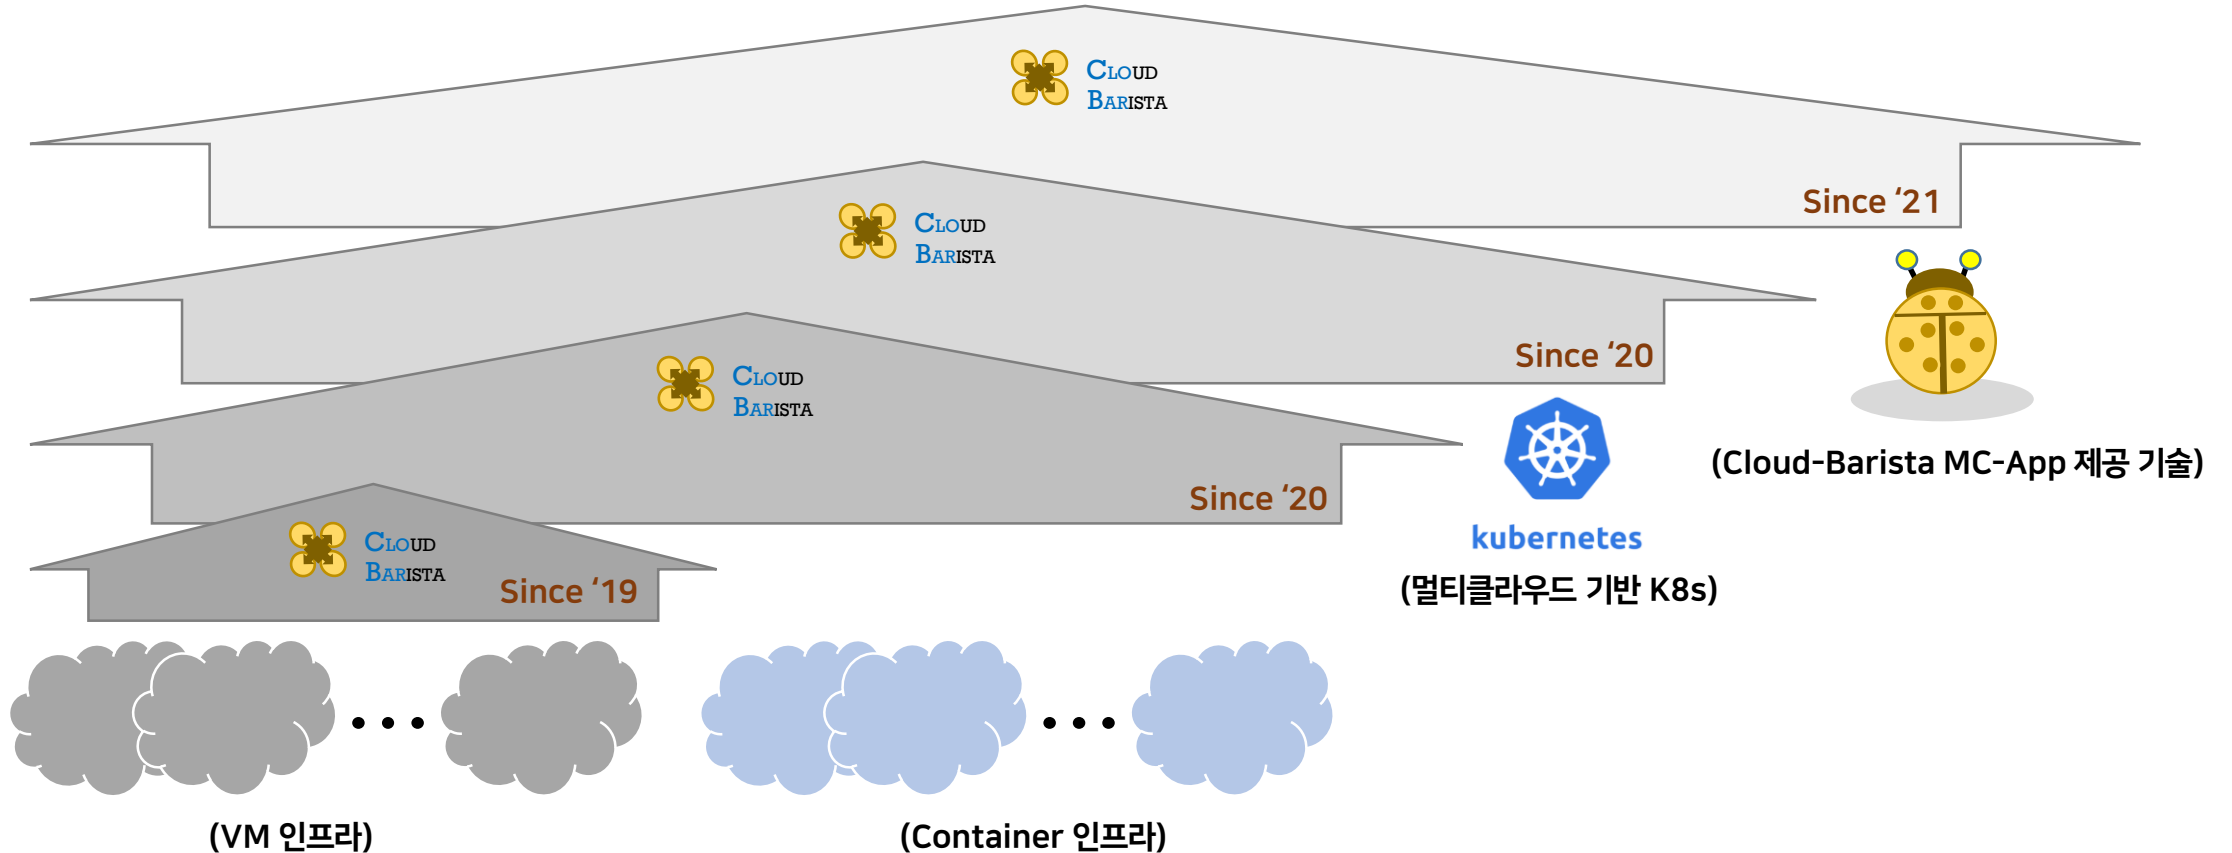 CLOUD
BARISTA
Since ‘21
CLOUD
BARISTA
Since ‘20
CLOUD
BARISTA
Since ‘20
CLOUD
BARISTA
Since ‘19
(Cloud-Barista MC-App 제공 기술)
kubernetes
(멀티클라우드 기반 K8s)
(VM 인프라)
(Container 인프라)